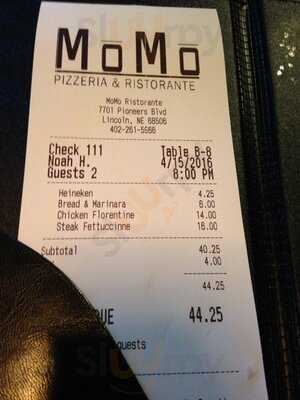 MoMo
PIZZERIA & RISTORANTE
MoMo Ristorante
7701 Pioneers Blvd
Lincoln, NE 68506
402-261-5566
Check 111 Table B-8
Noah H. 4/15/2016
Guests 2 8:00 PM
Heineken 4.25
Bread & Marinara 6.00
Chicken Florentine 14.00
Steak Fettuccine 16.00
Subtotal 40.25
4.00
44.25
DUE 44.25
quests